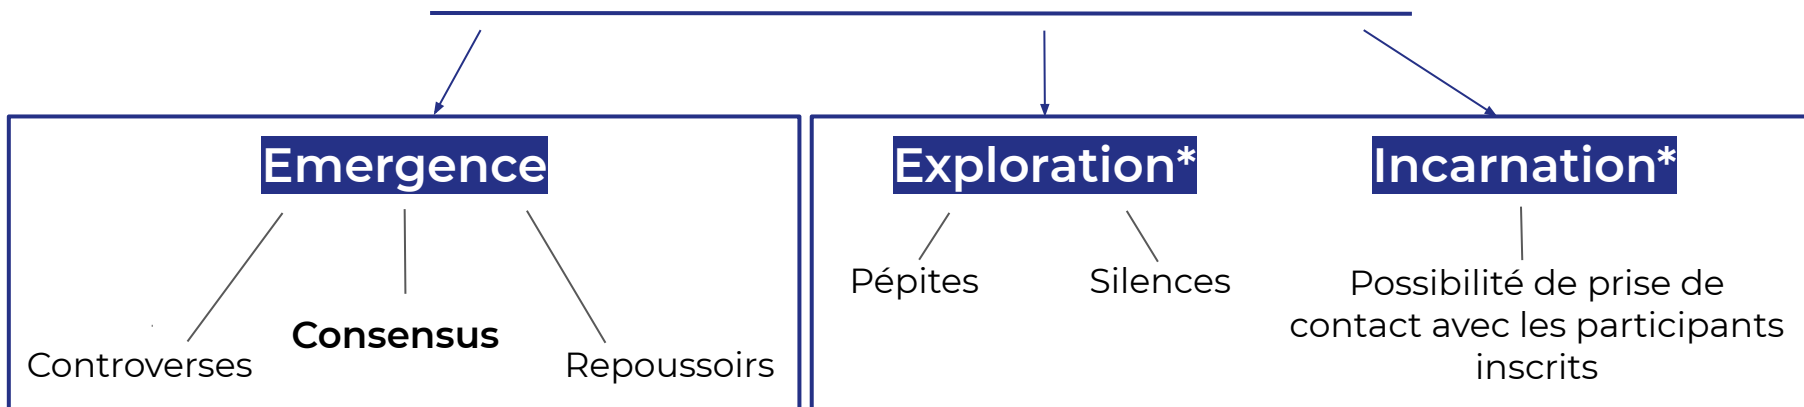 Emergence
Exploration*
Incarnation*
Controverses
Consensus
Repoussoirs
Pépites
Silences
Possibilité de prise de
contact avec les participants
inscrits